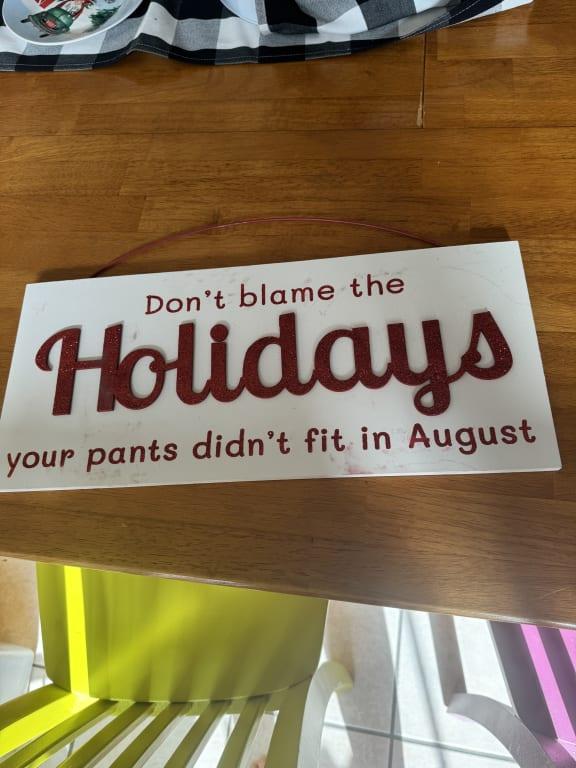 Don't blame the
Holidays
your pants didn't fit in August